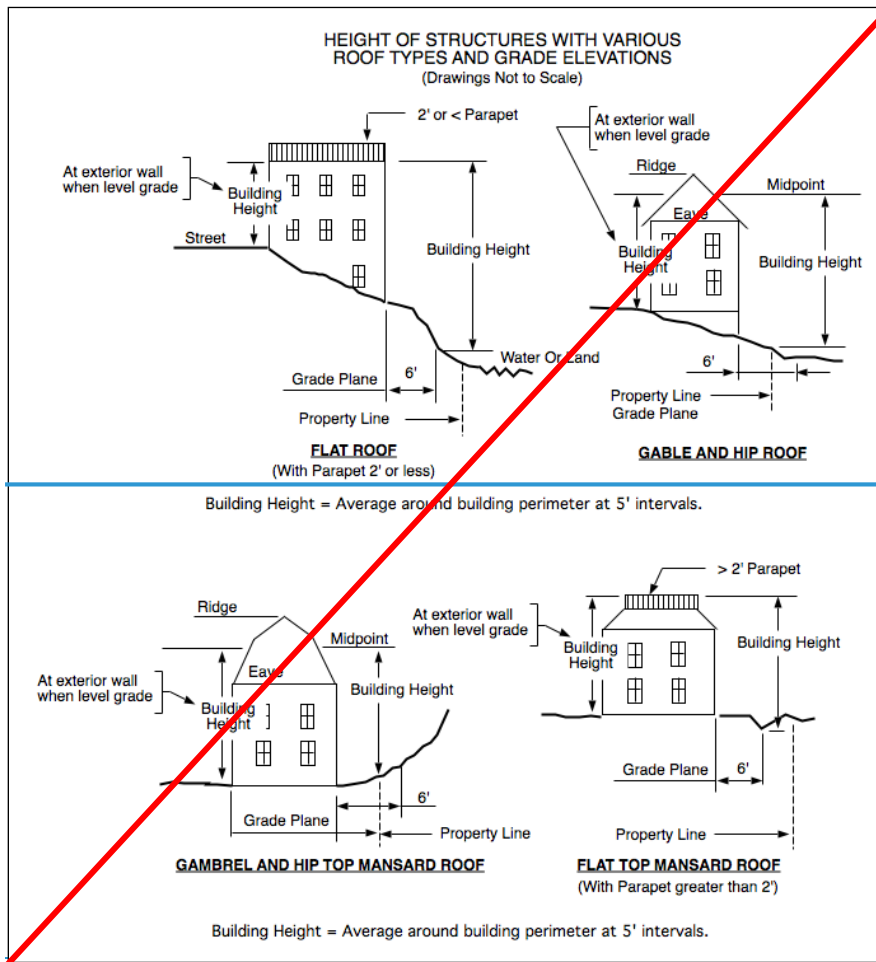 HEIGHT OF STRUCTURES WITH VARIOUS
ROOF TYPES AND GRADE ELEVATIONS
(Drawings Not to Scale)
2' or < Parapet
At exterior wall
when level grade
Building
Height
Street
Building Height
Water Or Land
6'
Grade Plane
Property Line
FLAT ROOF
(With Parapet 2' or less)
At exterior wall
when level grade
Ridge
Midpoint
Eave
Building
Height
Building Height
6'
Property Line
Grade Plane
GABLE AND HIP ROOF
Building Height = Average around building perimeter at 5' intervals.
Ridge
Midpoint
Eave
At exterior wall
when level grade
Building
Height
Building Height
6'
Grade Plane
Property Line
GAMBREL AND HIP TOP MANSARD ROOF
> 2' Parapet
At exterior wall
when level grade
Building
Height
Building Height
Grade Plane
6'
Property Line
FLAT TOP MANSARD ROOF
(With Parapet greater than 2')
Building Height = Average around building perimeter at 5' intervals.